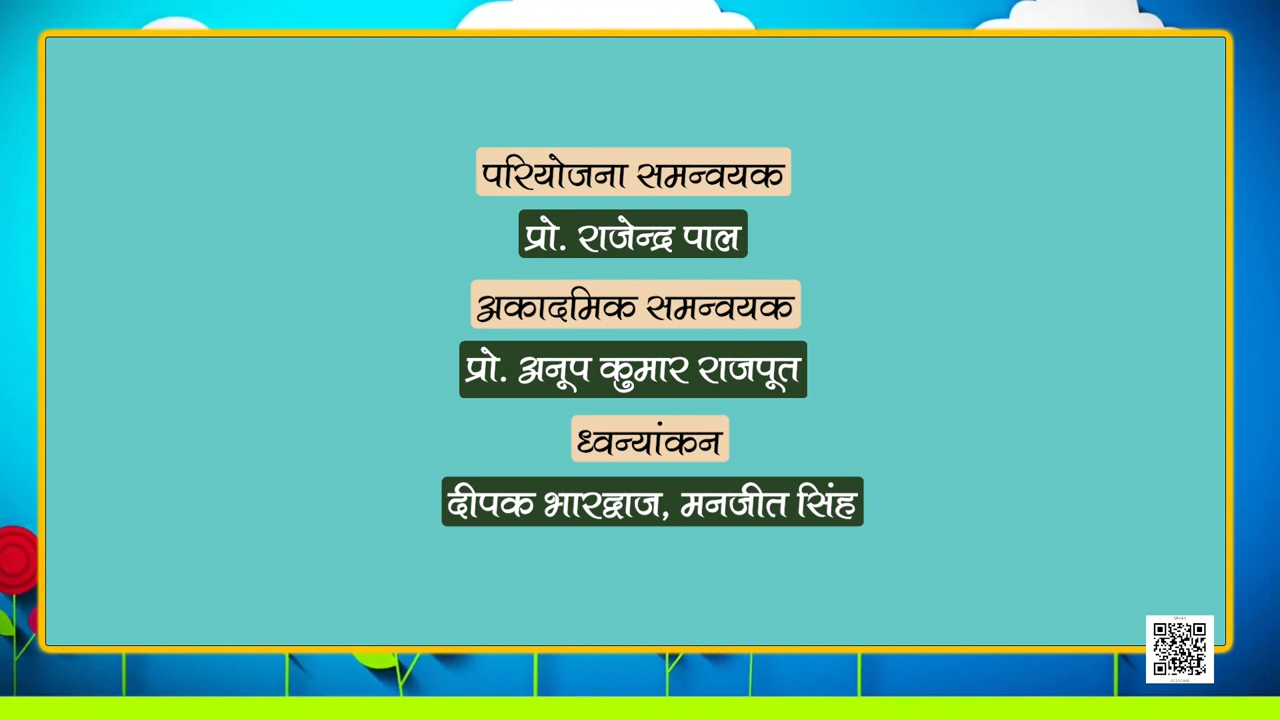 परियोजना समन्वयक
प्रो. राजेन्द्र पाल
अकादमिक समन्वयक
प्रो. अनूप कुमार राजपूत
ध्वन्यांकन
दीपक भारद्वाज, मनजीत सिंह